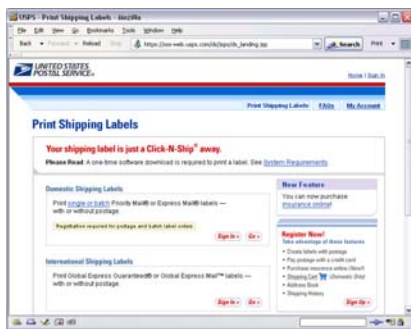 USPS - Print Shipping Labels - Mozilla
File Edit View Go Bookmarks Tools Window Help
Back Forward Reload Stop Search Print
UNITED STATES
POSTAL SERVICE®
Home | Sign In
Print Shipping Labels FAQs My Account
Print Shipping Labels
Your shipping label is just a Click-N-Ship® away.
Please Read: A one-time software download is required to print a label. See System Requirements.
Domestic Shipping Labels
Print single or batch Priority Mail® or Express Mail® labels —
with or without postage.
Registration required for postage and batch label orders.
Sign In › Go ›
International Shipping Labels
Print Global Express Guaranteed® or Global Express Mail™ labels —
with or without postage.
Sign In › Go ›
New Feature
You can now purchase
insurance online!
Register Now!
Take advantage of these features
• Create labels with postage
• Pay postage with a credit card
• Purchase insurance online (New!)
• Shipping Cart (Domestic Only)
• Address Book
• Shipping History
Sign Up ›